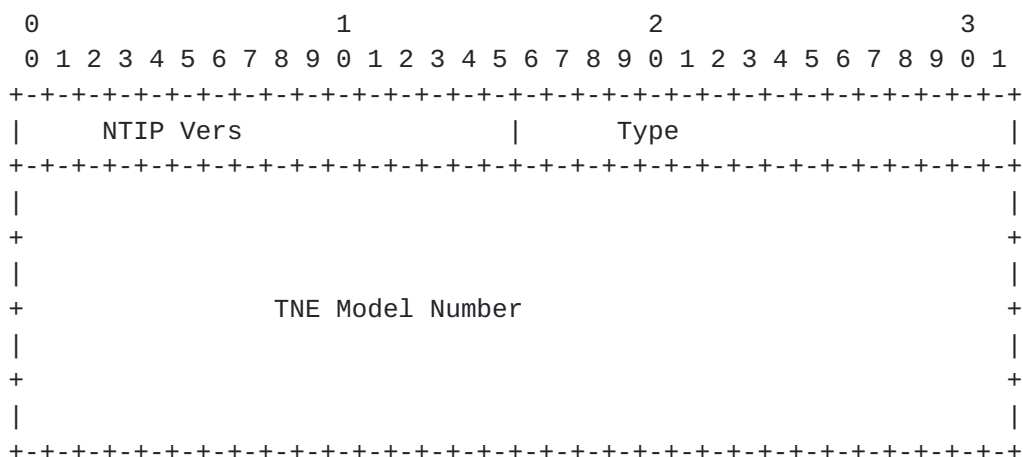 0                   1                   2                   3
 0 1 2 3 4 5 6 7 8 9 0 1 2 3 4 5 6 7 8 9 0 1 2 3 4 5 6 7 8 9 0 1
+-+-+-+-+-+-+-+-+-+-+-+-+-+-+-+-+-+-+-+-+-+-+-+-+-+-+-+-+-+-+-+-+
|     NTIP Vers                 |      Type                     |
+-+-+-+-+-+-+-+-+-+-+-+-+-+-+-+-+-+-+-+-+-+-+-+-+-+-+-+-+-+-+-+-+
|                                                               |
+                                                               +
|                                                               |
+                TNE Model Number                               +
|                                                               |
+                                                               +
|                                                               |
+-+-+-+-+-+-+-+-+-+-+-+-+-+-+-+-+-+-+-+-+-+-+-+-+-+-+-+-+-+-+-+-+